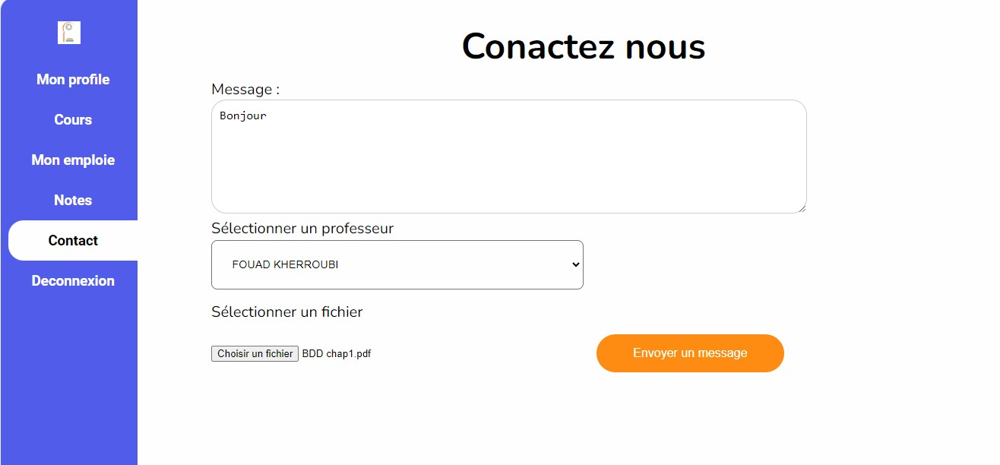 Conactez nous
Mon profile
Cours
Mon emploie
Notes
Contact
Deconnexion
Message :
Bonjour
Sélectionner un professeur
FOUAD KHERROUBI
Sélectionner un fichier
Choisir un fichier BDD chap1.pdf
Envoyer un message